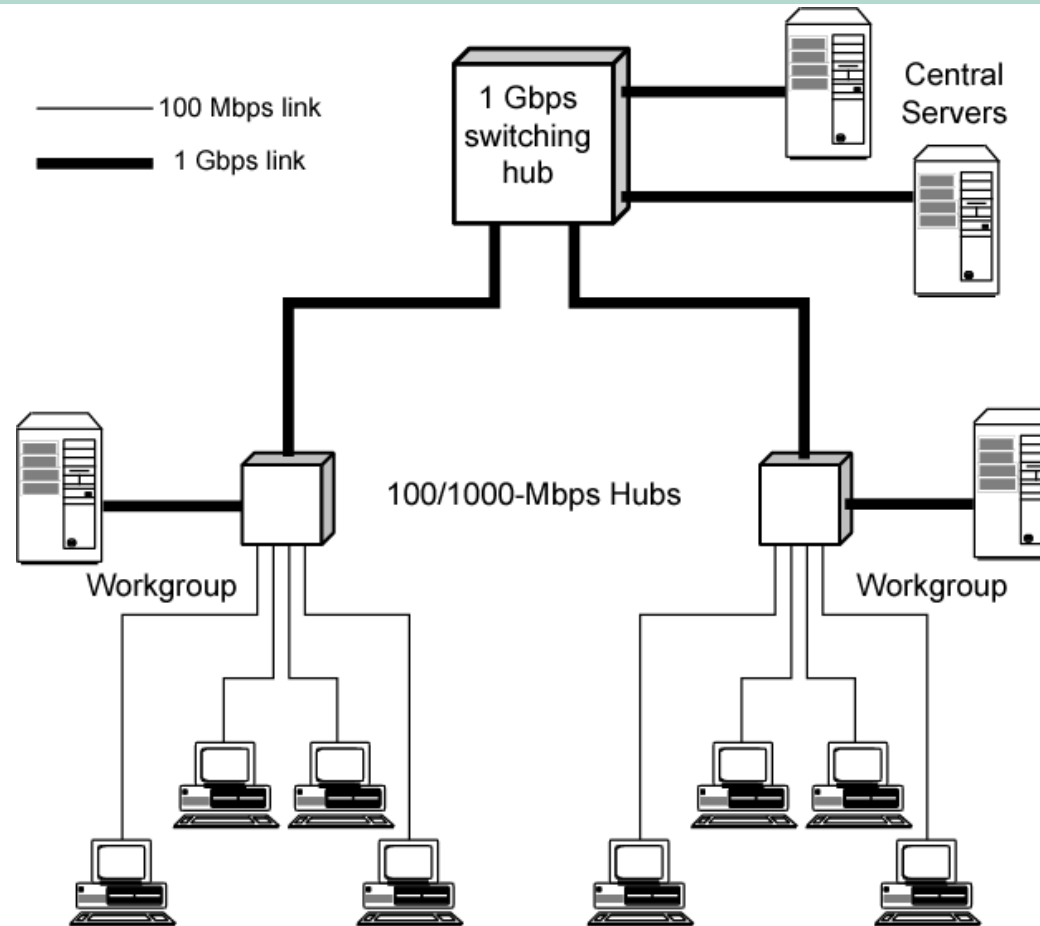 100 Mbps link
1 Gbps link
1 Gbps
switching
hub
Central
Servers
100/1000-Mbps Hubs
Workgroup
Workgroup